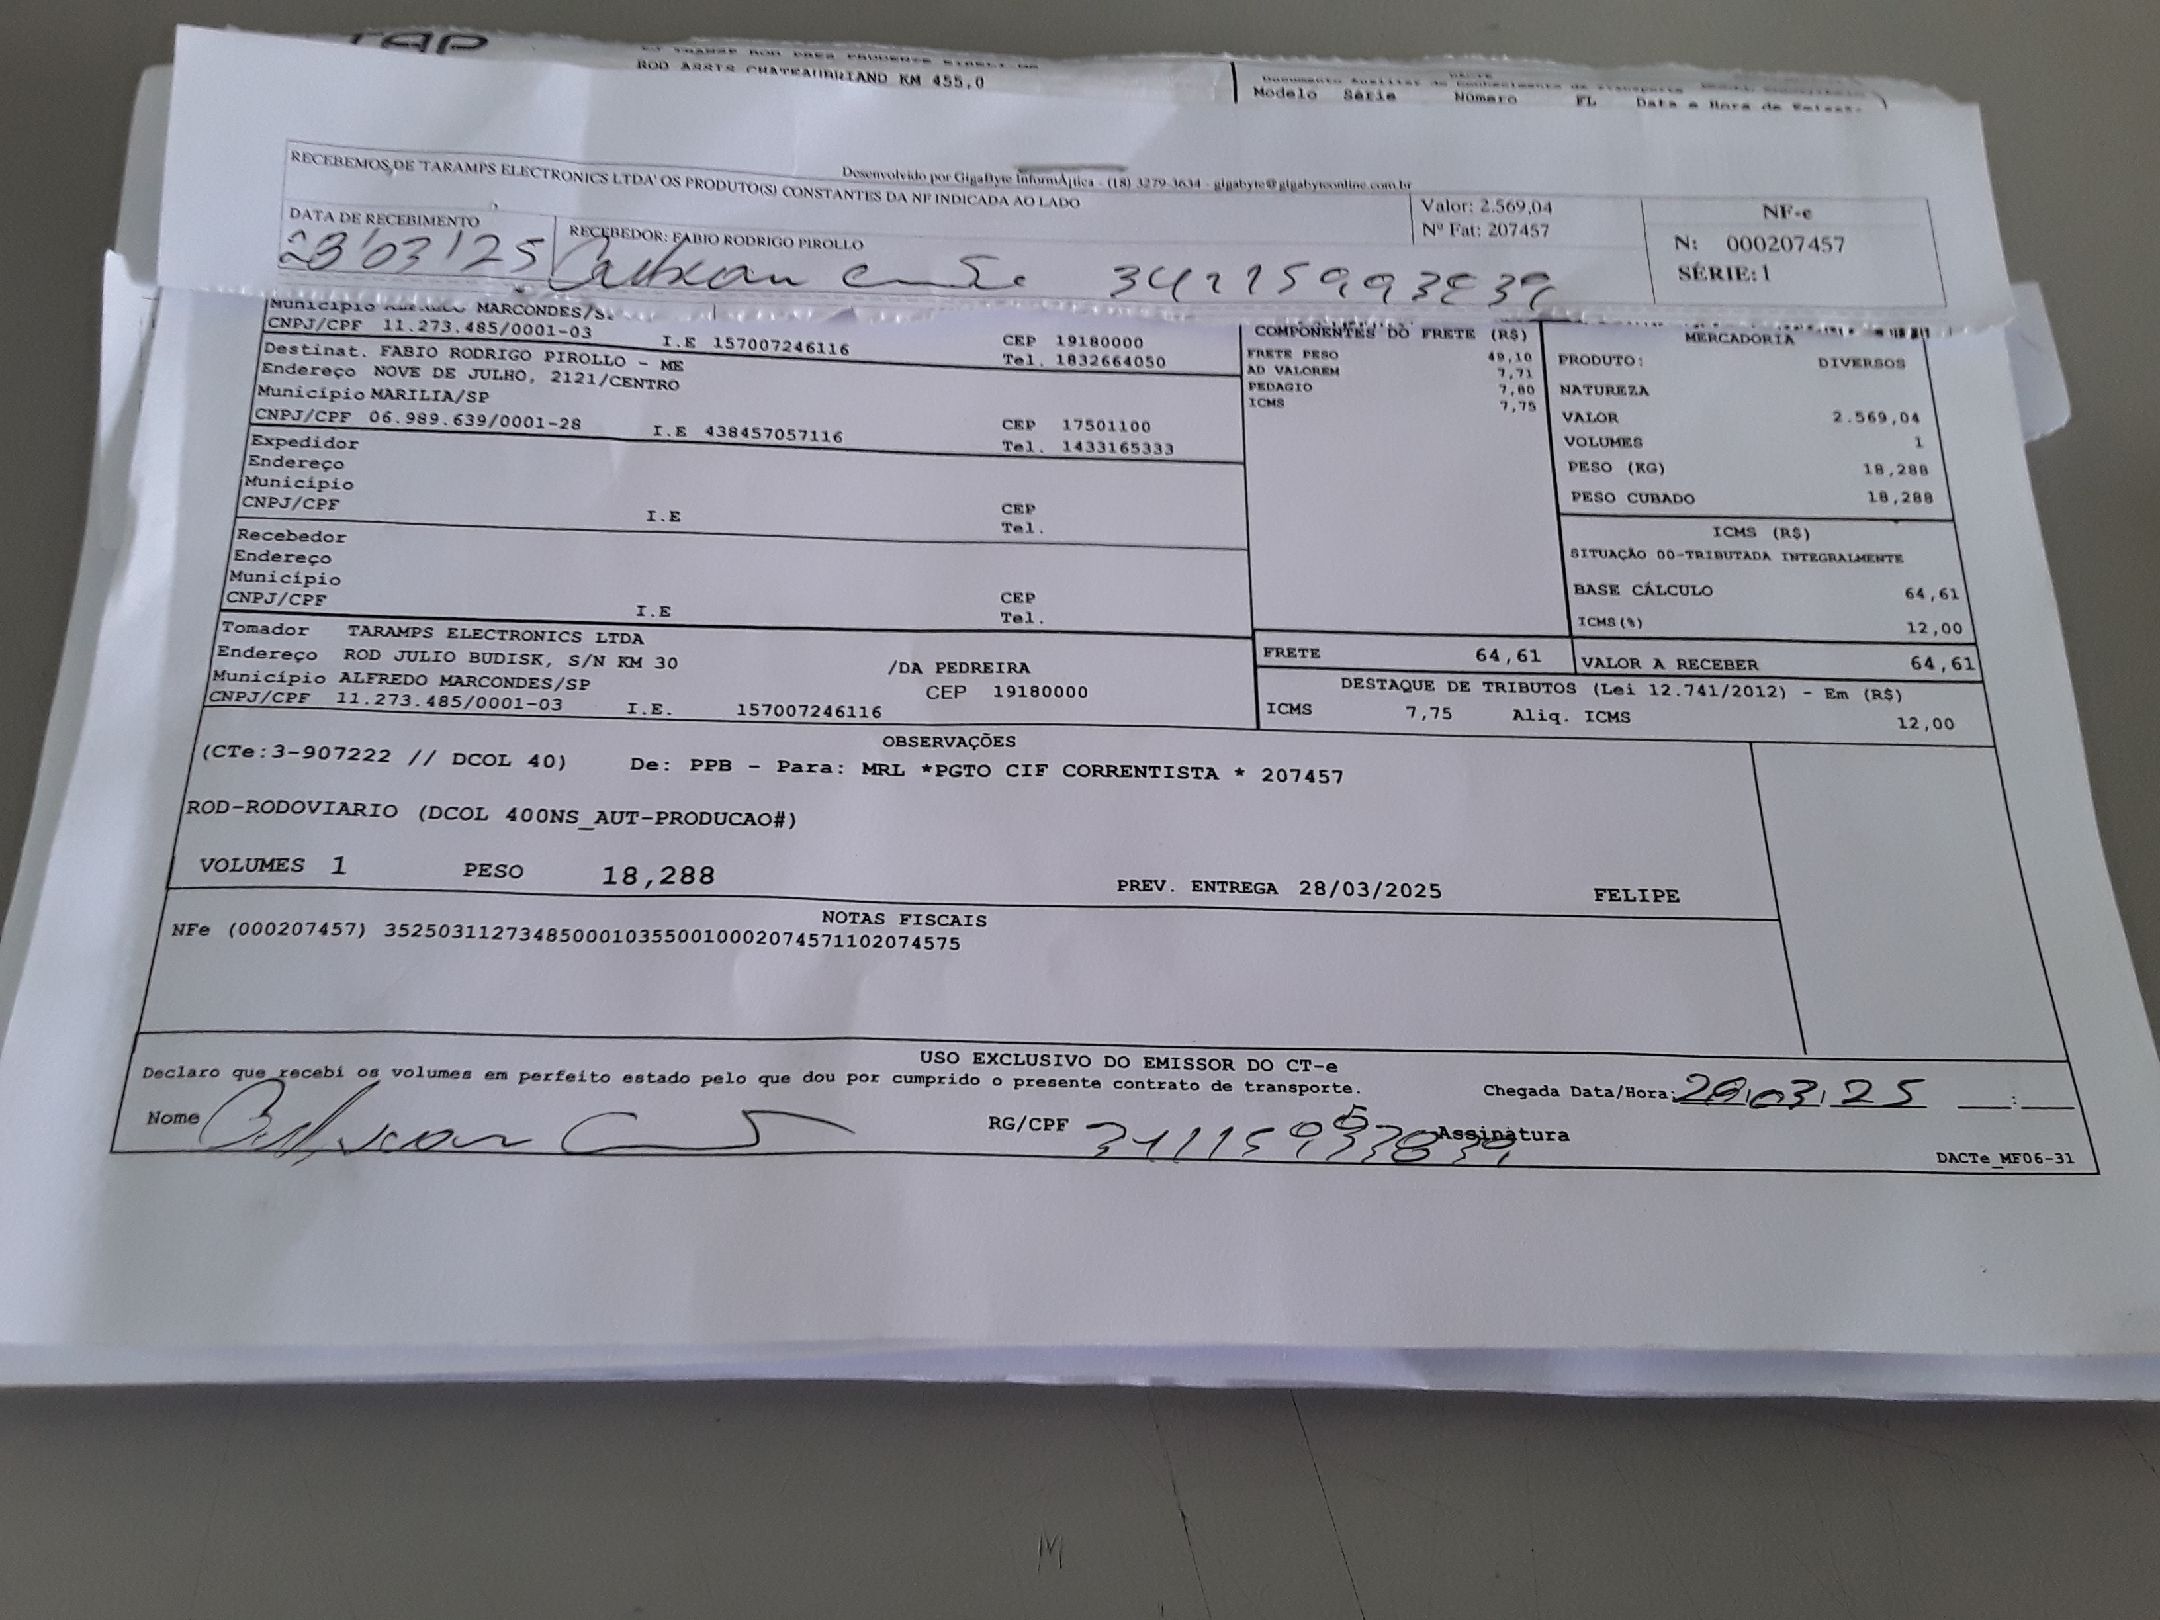 ROD ASSIS CHATEAUBRIAND KM 455,0
Modelo Série Número FL Data e Hora de
Desenvolvido por GigaByte InformÃ¡tica - (18) 3279-3634 - gigabyte@gigabyteonline.com.br
RECEBEMOS DE 'TARAMPS ELECTRONICS LTDA' OS PRODUTO(S) CONSTANTES DA NF INDICADA AO LADO
Valor: 2.569,04
Nº Fat: 207457
NF-e
N: 000207457
SÉRIE: 1
DATA DE RECEBIMENTO
28/03/25
RECEBEDOR: FABIO RODRIGO PIROLLO
Município MARCONDES/S
CNPJ/CPF 11.273.485/0001-03 I.E 157007246116 CEP 19180000
Tel. 1832664050
Destinat. FABIO RODRIGO PIROLLO - ME
Endereço NOVE DE JULHO, 2121/CENTRO
Município MARILIA/SP
CNPJ/CPF 06.989.639/0001-28 I.E 438457057116 CEP 17501100
Tel. 1433165333
Expedidor
Endereço
Município
CNPJ/CPF I.E CEP
Tel.
Recebedor
Endereço
Município
CNPJ/CPF I.E CEP
Tel.
Tomador TARAMPS ELECTRONICS LTDA
Endereço ROD JULIO BUDISK, S/N KM 30 /DA PEDREIRA
Município ALFREDO MARCONDES/SP CEP 19180000
CNPJ/CPF 11.273.485/0001-03 I.E. 157007246116
COMPONENTES DO FRETE (R$)
FRETE PESO 49,10
AD VALOREM 7,71
PEDAGIO 7,80
ICMS 7,75
MERCADORIA
PRODUTO: DIVERSOS
NATUREZA
VALOR 2.569,04
VOLUMES 1
PESO (KG) 18,288
PESO CUBADO 18,288
ICMS (R$)
SITUAÇÃO 00-TRIBUTADA INTEGRALMENTE
BASE CÁLCULO 64,61
ICMS(%) 12,00
FRETE 64,61 VALOR A RECEBER 64,61
DESTAQUE DE TRIBUTOS (Lei 12.741/2012) - Em (R$)
ICMS 7,75 Aliq. ICMS 12,00
OBSERVAÇÕES
(CTe:3-907222 // DCOL 40) De: PPB - Para: MRL *PGTO CIF CORRENTISTA * 207457
ROD-RODOVIARIO (DCOL 400NS_AUT-PRODUCAO#)
VOLUMES 1 PESO 18,288 PREV. ENTREGA 28/03/2025 FELIPE
NOTAS FISCAIS
NFe (000207457) 35250311273485000103550010002074571102074575
USO EXCLUSIVO DO EMISSOR DO CT-e
Declaro que recebi os volumes em perfeito estado pelo que dou por cumprido o presente contrato de transporte.
Chegada Data/Hora: 28/03/25 __:__
Nome RG/CPF Assinatura
DACTe_MF06-31